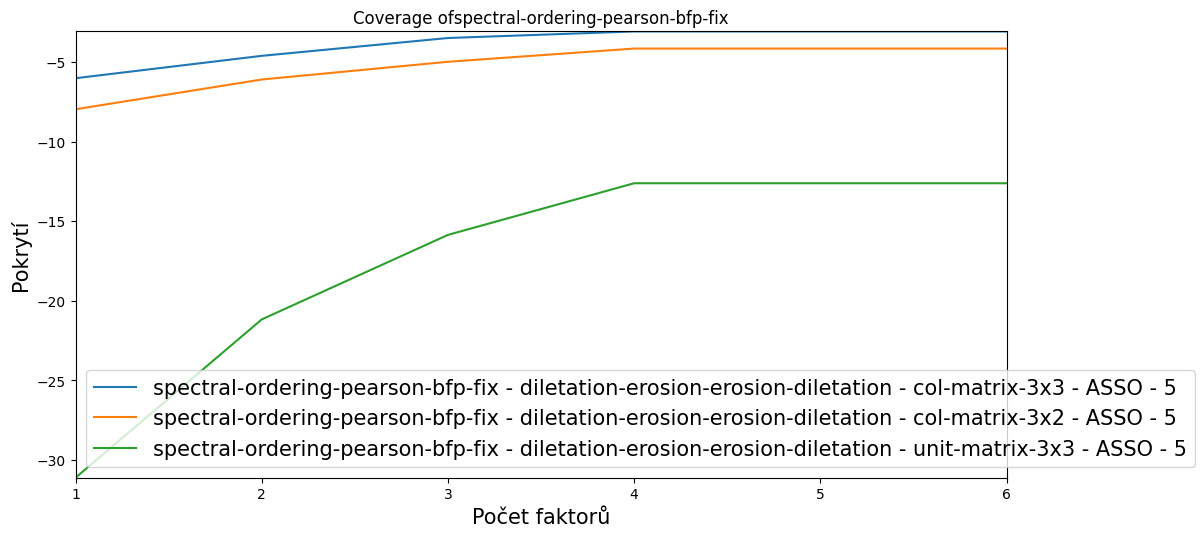 Coverage ofspectral-ordering-pearson-bfp-fix
Pokrytí
−5
−10
−15
−20
−25
−30
spectral-ordering-pearson-bfp-fix - diletation-erosion-erosion-diletation - col-matrix-3x3 - ASSO - 5
spectral-ordering-pearson-bfp-fix - diletation-erosion-erosion-diletation - col-matrix-3x2 - ASSO - 5
spectral-ordering-pearson-bfp-fix - diletation-erosion-erosion-diletation - unit-matrix-3x3 - ASSO - 5
1 2 3 4 5 6
Počet faktorů